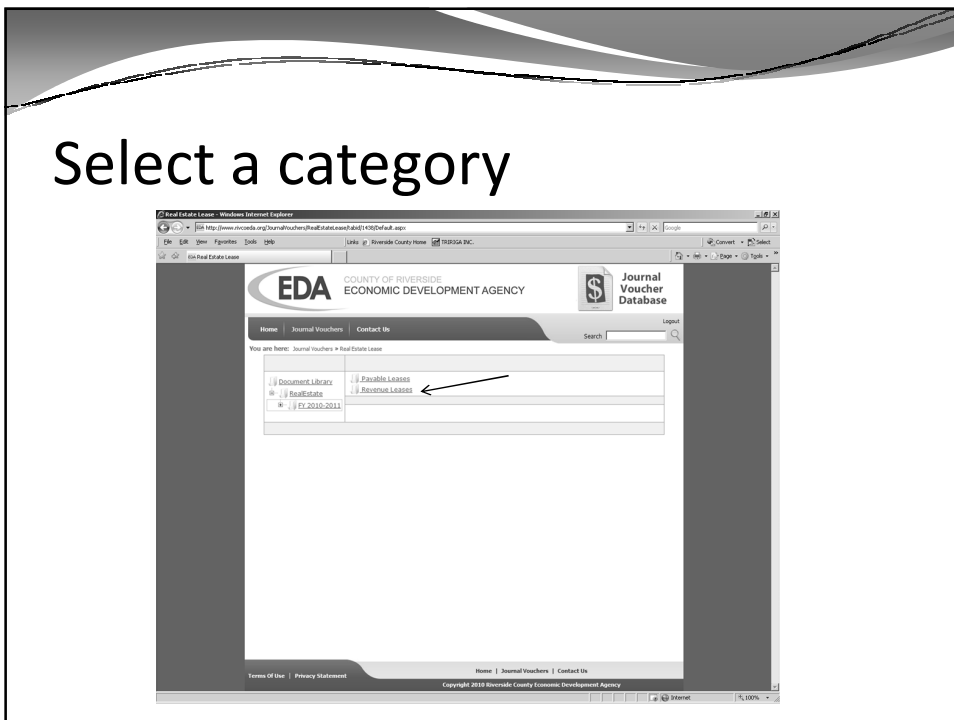 Select a category
Real Estate Lease - Windows Internet Explorer
http://www.rivcoeda.org/JournalVouchers/RealEstateLease/tabid/1438/Default.aspx
Google
File Edit View Favorites Tools Help
Links Riverside County Home TRIRIGA INC.
Convert Select
Real Estate Lease
Page Tools
EDA
COUNTY OF RIVERSIDE
ECONOMIC DEVELOPMENT AGENCY
$
Journal
Voucher
Database
Logout
Home | Journal Vouchers | Contact Us
Search
You are here: Journal Vouchers > Real Estate Lease
Document Library
RealEstate
FY 2010-2011
Payable Leases
Revenue Leases
Home | Journal Vouchers | Contact Us
Terms Of Use | Privacy Statement
Copyright 2010 Riverside County Economic Development Agency
Internet
100%